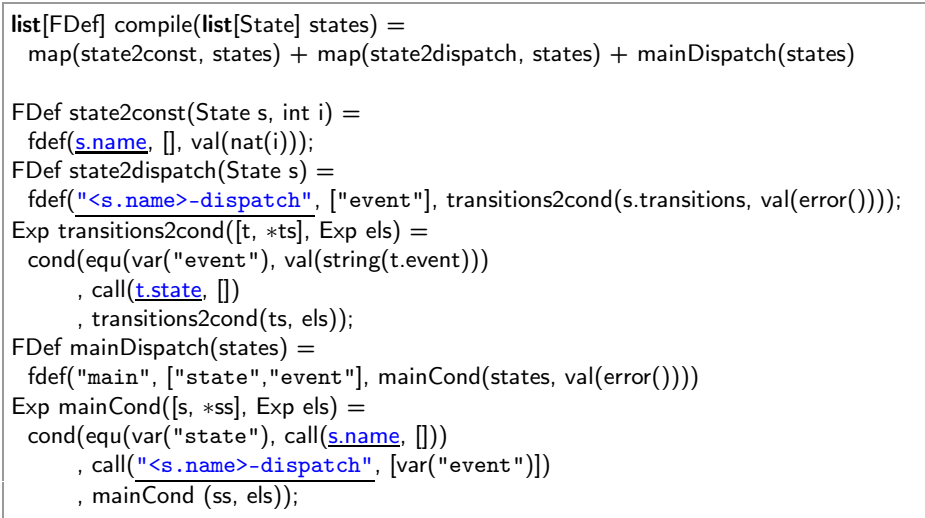 list[FDef] compile(list[State] states) =
map(state2const, states) + map(state2dispatch, states) + mainDispatch(states)
FDef state2const(State s, int i) =
fdef(s.name, [], val(nat(i)));
FDef state2dispatch(State s) =
fdef("<s.name>-dispatch", ["event"], transitions2cond(s.transitions, val(error())));
Exp transitions2cond([t, *ts], Exp els) =
cond(equ(var("event"), val(string(t.event)))
, call(t.state, [])
, transitions2cond(ts, els));
FDef mainDispatch(states) =
fdef("main", ["state","event"], mainCond(states, val(error())))
Exp mainCond([s, *ss], Exp els) =
cond(equ(var("state"), call(s.name, []))
, call("<s.name>-dispatch", [var("event")])
, mainCond (ss, els));